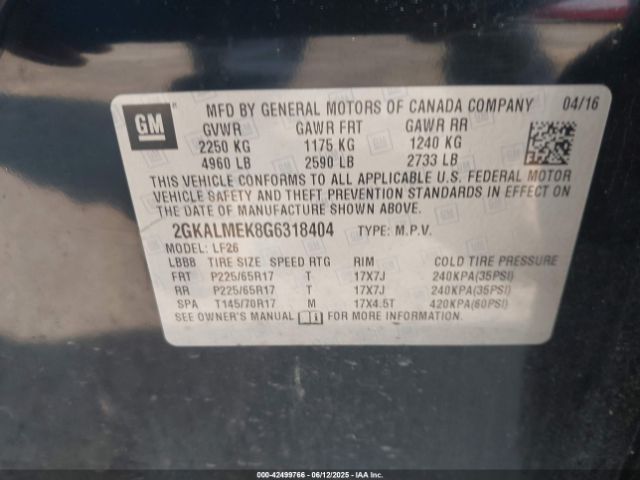 GM
MFD BY GENERAL MOTORS OF CANADA COMPANY 04/16
GVWR GAWR FRT GAWR RR
2250 KG 1175 KG 1240 KG
4960 LB 2590 LB 2733 LB
THIS VEHICLE CONFORMS TO ALL APPLICABLE U.S. FEDERAL MOTOR
VEHICLE SAFETY AND THEFT PREVENTION STANDARDS IN EFFECT ON THE
DATE OF MANUFACTURE SHOWN ABOVE.
2GKALMEK8G6318404 TYPE: M.P.V.
MODEL: LF26
LBBB TIRE SIZE SPEED RTG RIM COLD TIRE PRESSURE
FRT P225/65R17 T 17X7J 240KPA(35PSI)
RR P225/65R17 T 17X7J 240KPA(35PSI)
SPA T145/70R17 M 17X4.5T 420KPA(60PSI)
SEE OWNER'S MANUAL FOR MORE INFORMATION.
000-42499766 - 06/12/2025 - IAA Inc.